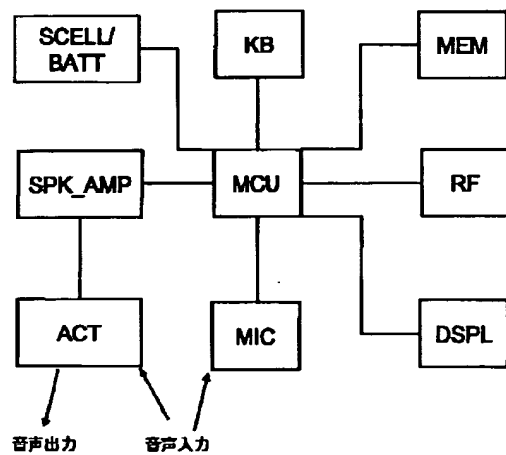 SCELL/
BATT
KB
MEM
SPK_AMP
MCU
RF
ACT
MIC
DSPL
音声出力
音声入力